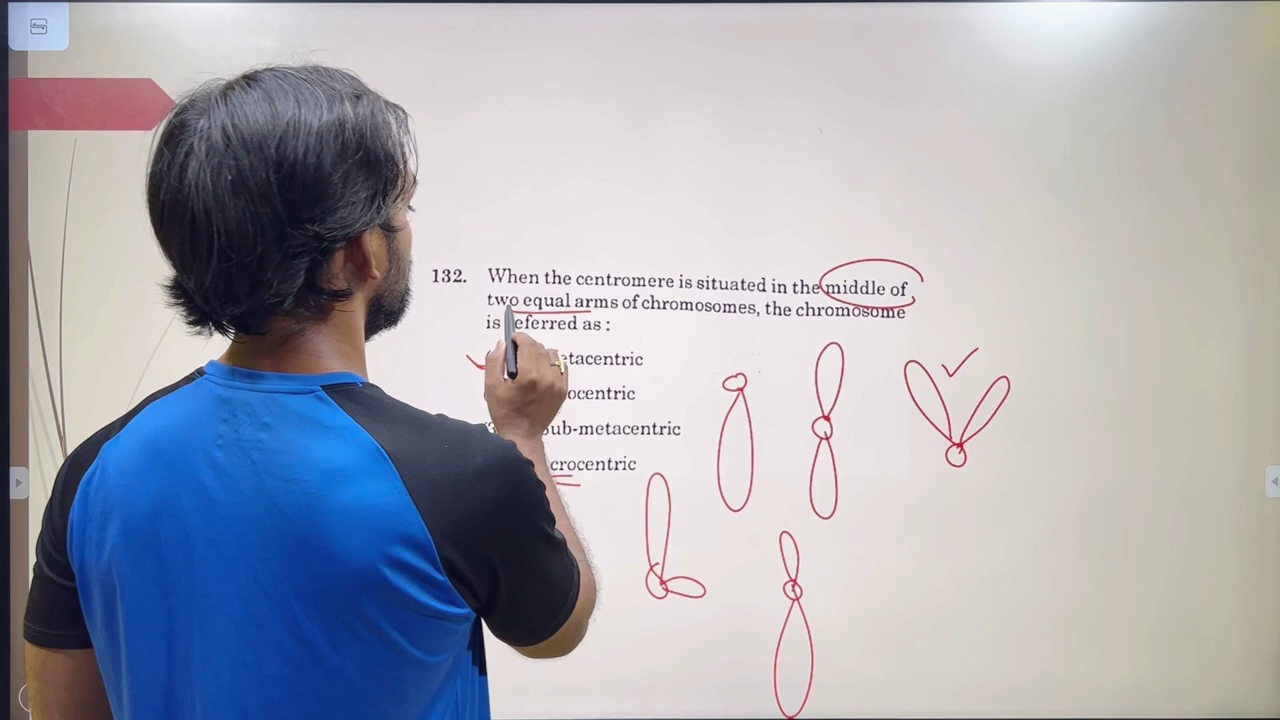 132. When the centromere is situated in the middle of
two equal arms of chromosomes, the chromosome
is referred as :
etacentric
ocentric
ub-metacentric
crocentric